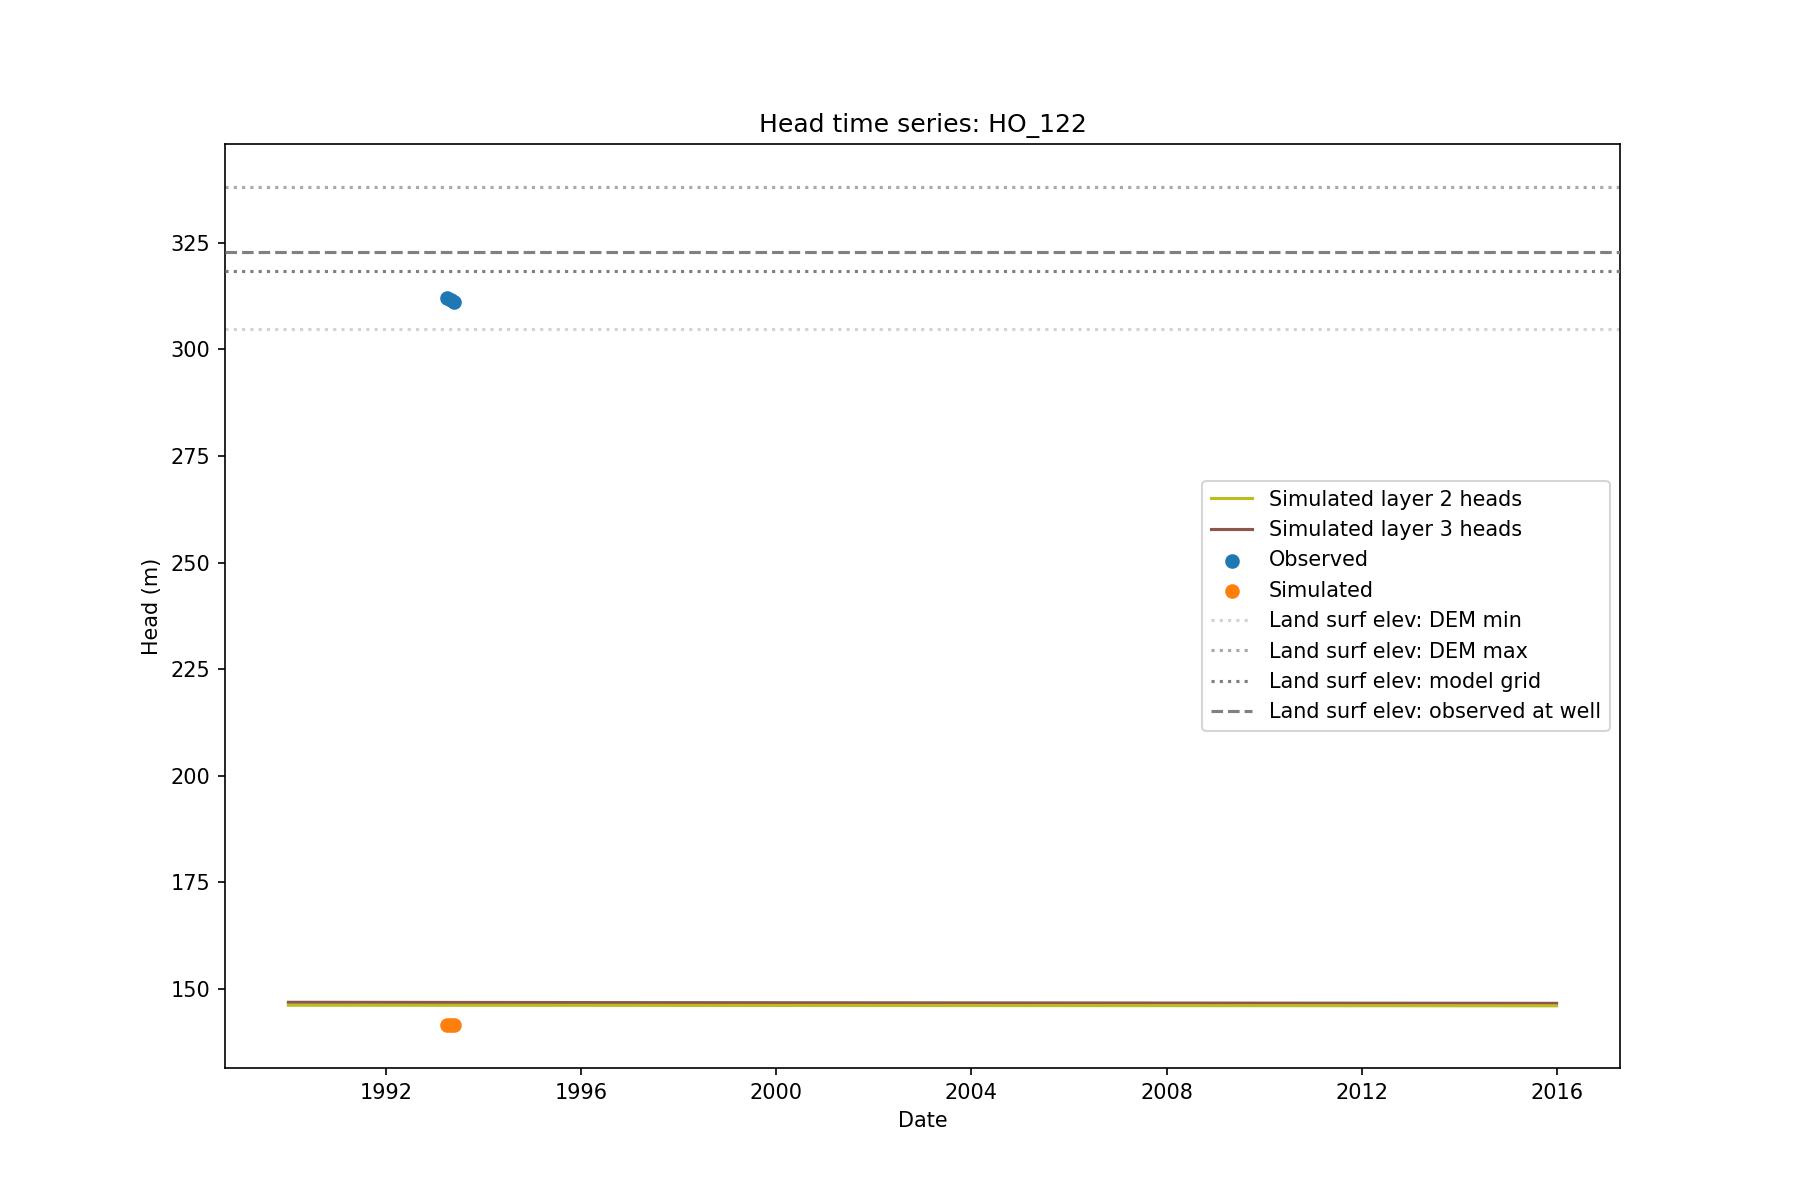 Head time series: HO_122
Head (m)
325
300
275
250
225
200
175
150
Simulated layer 2 heads
Simulated layer 3 heads
Observed
Simulated
Land surf elev: DEM min
Land surf elev: DEM max
Land surf elev: model grid
Land surf elev: observed at well
1992 1996 2000 2004 2008 2012 2016
Date